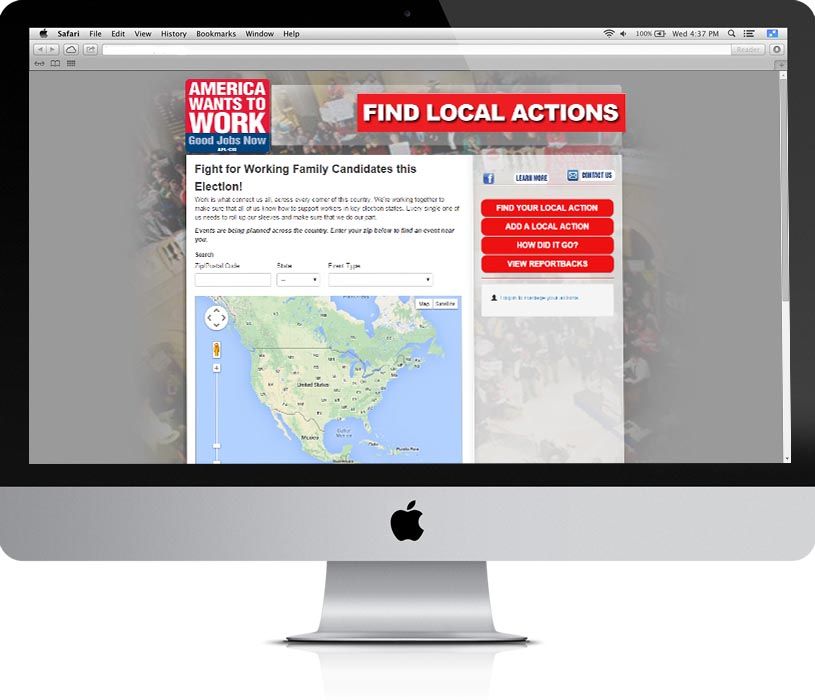 Safari File Edit View History Bookmarks Window Help
100% Wed 4:37 PM
Reader
AMERICA
WANTS TO
WORK
Good Jobs Now
AFL-CIO
FIND LOCAL ACTIONS
Fight for Working Family Candidates this
Election!
Work is what connect us all, across every corner of this country. We're working together to
make sure that all of us know how to support workers in key election states. Every single one of
us needs to roll up our sleeves and make sure that we do our part.
Events are being planned across the country. Enter your zip below to find an event near
you.
Search
Zip/Postal Code State Event Type
--
LEARN MORE
CONTACT US
FIND YOUR LOCAL ACTION
ADD A LOCAL ACTION
HOW DID IT GO?
VIEW REPORTBACKS
Log in to manage your actions
Map Satellite
United States
Mexico
Gulf of
Mexico
Cuba
Puerto Rico
Guatemala